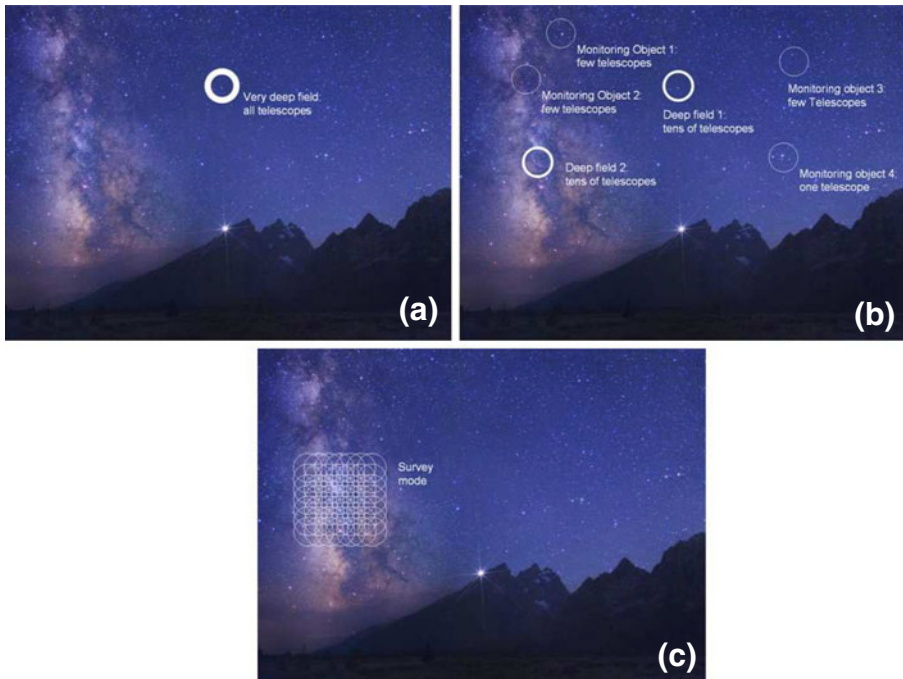 Very deep field:
all telescopes
(a)
Monitoring Object 1:
few telescopes
Monitoring Object 2:
few telescopes
Monitoring object 3:
few Telescopes
Deep field 1:
tens of telescopes
Deep field 2:
tens of telescopes
Monitoring object 4:
one telescope
(b)
Survey
mode
(c)